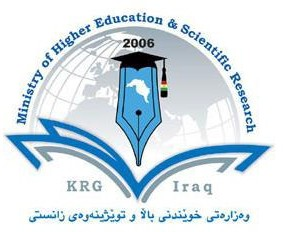 Ministry of Higher Education & Scientific Research
2006
KRG Iraq
وەزارەتی خوێندنی باڵا و توێژینەوەی زانستی